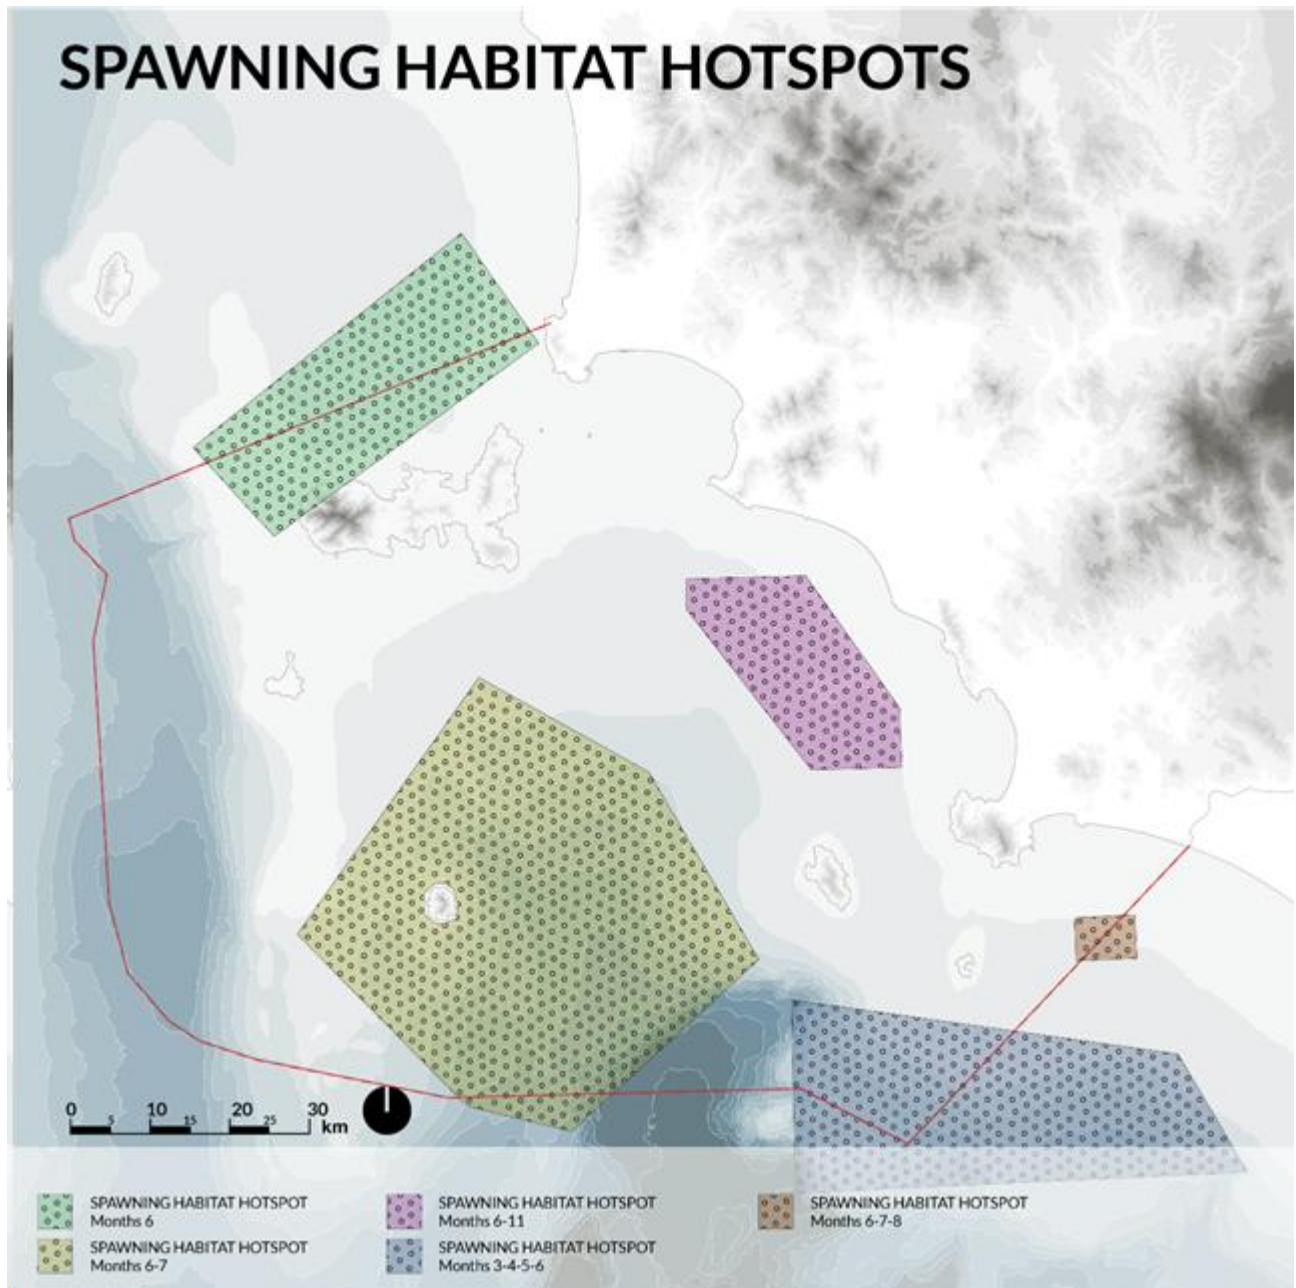 SPAWNING HABITAT HOTSPOTS
0 5 10 15 20 25 30 km
SPAWNING HABITAT HOTSPOT
Months 6
SPAWNING HABITAT HOTSPOT
Months 6-7
SPAWNING HABITAT HOTSPOT
Months 6-11
SPAWNING HABITAT HOTSPOT
Months 3-4-5-6
SPAWNING HABITAT HOTSPOT
Months 6-7-8